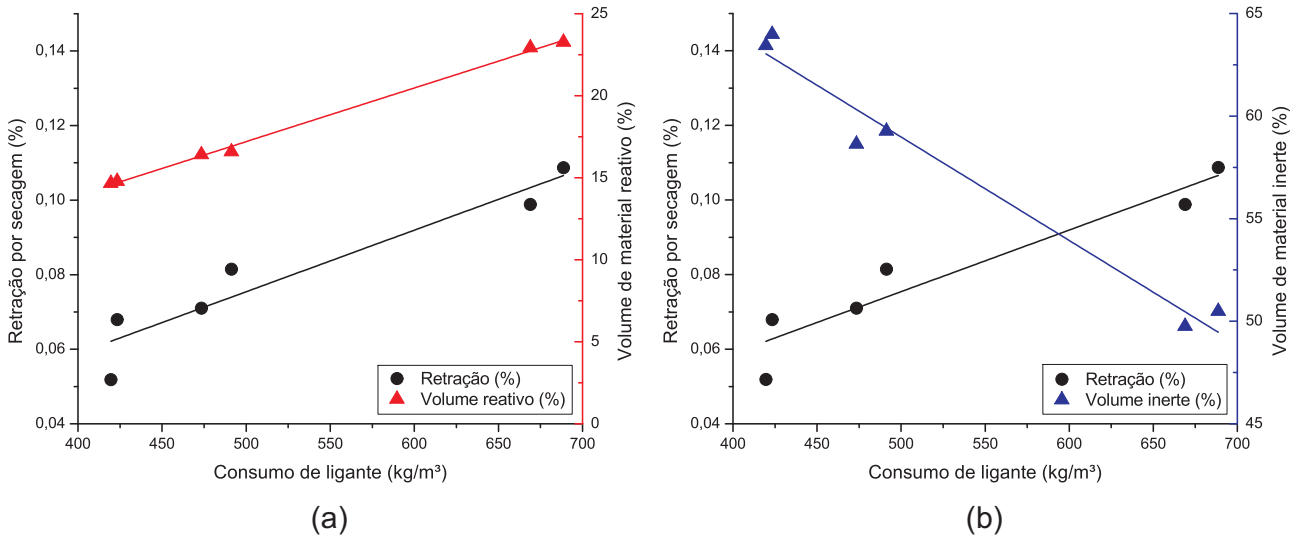 0,14
0,12
0,10
0,08
0,06
0,04
Retração por secagem (%)
25
20
15
10
5
0
Volume de material reativo (%)
Retração (%)
Volume reativo (%)
400 450 500 550 600 650 700
Consumo de ligante (kg/m³)
(a)
0,14
0,12
0,10
0,08
0,06
0,04
Retração por secagem (%)
65
60
55
50
45
Volume de material inerte (%)
Retração (%)
Volume inerte (%)
400 450 500 550 600 650 700
Consumo de ligante (kg/m³)
(b)